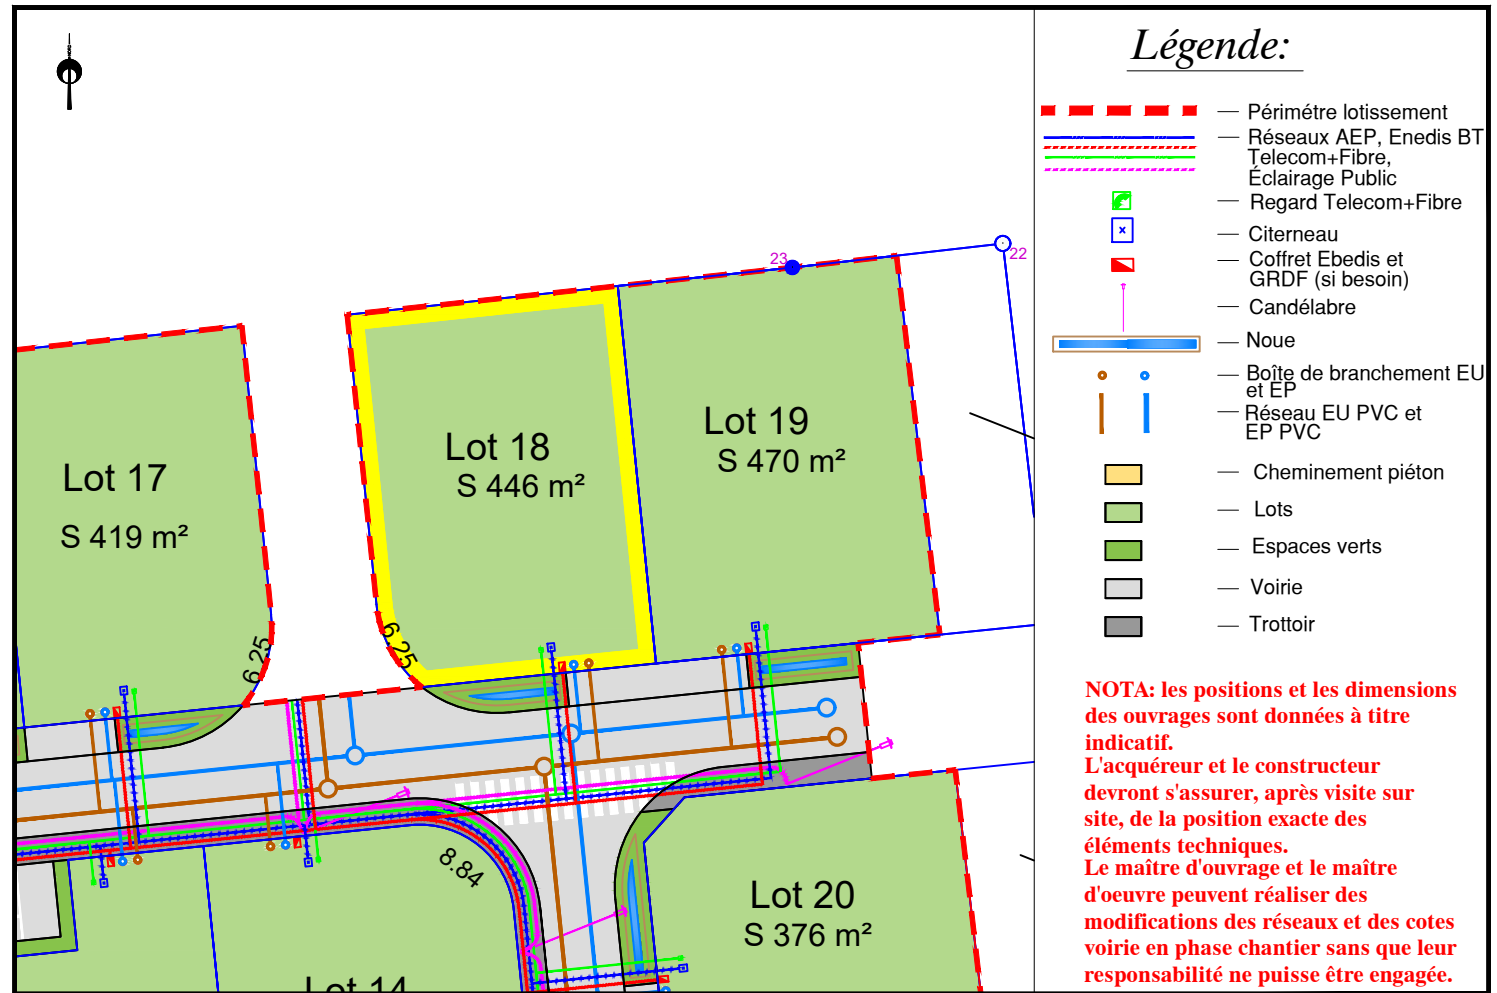 Légende:
Périmétre lotissement
Réseaux AEP, Enedis BT
Telecom+Fibre,
Éclairage Public
Regard Telecom+Fibre
Citerneau
Coffret Ebedis et
GRDF (si besoin)
Candélabre
Noue
Boîte de branchement EU
et EP
Réseau EU PVC et
EP PVC
Cheminement piéton
Lots
Espaces verts
Voirie
Trottoir
NOTA: les positions et les dimensions
des ouvrages sont données à titre
indicatif.
L'acquéreur et le constructeur
devront s'assurer, après visite sur
site, de la position exacte des
éléments techniques.
Le maître d'ouvrage et le maître
d'oeuvre peuvent réaliser des
modifications des réseaux et des cotes
voirie en phase chantier sans que leur
responsabilité ne puisse être engagée.
23
22
Lot 17
S 419 m²
Lot 18
S 446 m²
Lot 19
S 470 m²
6.25
6.25
8.84
Lot 20
S 376 m²
Lot 14